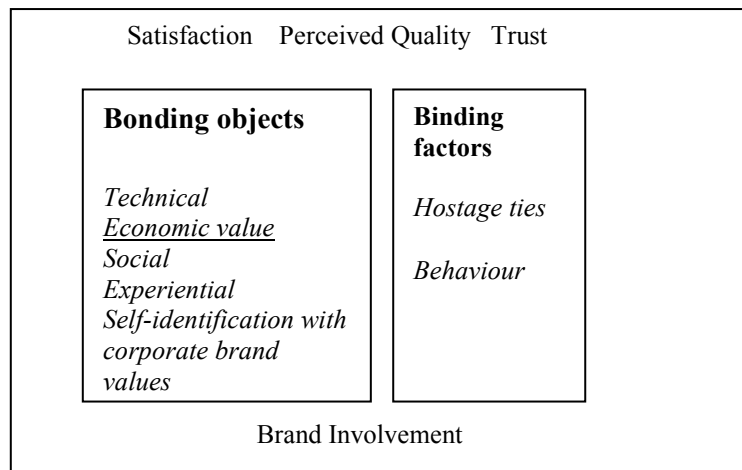 Satisfaction Perceived Quality Trust
Bonding objects
Technical
Economic value
Social
Experiential
Self-identification with
corporate brand
values
Binding
factors
Hostage ties
Behaviour
Brand Involvement